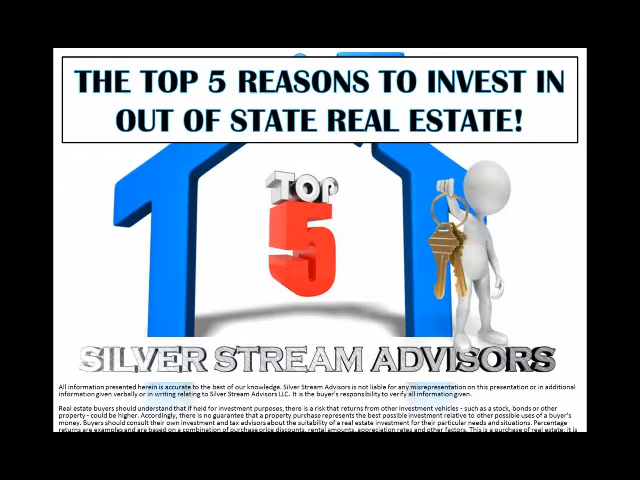 THE TOP 5 REASONS TO INVEST IN
OUT OF STATE REAL ESTATE!
TOP
5
SILVER STREAM ADVISORS
All information presented herein is accurate to the best of our knowledge. Silver Stream Advisors is not liable for any misrepresentation on this presentation or in additional
information given verbally or in writing relating to Silver Stream Advisors LLC. It is the buyer's responsibility to verify all information given.
Real estate buyers should understand that if held for investment purposes, there is a risk that returns from other investment vehicles - such as a stock, bonds or other
property - could be higher. Accordingly, there is no guarantee that a property purchase represents the best possible investment relative to other possible uses of a buyer's
money. Buyers should consult their own investment and tax advisors about the suitability of a real estate investment for their particular needs and situations. Percentage
returns are examples and are based on a combination of purchase price discounts, rental amounts, appreciation rates and other factors. This is a purchase of real estate; it is